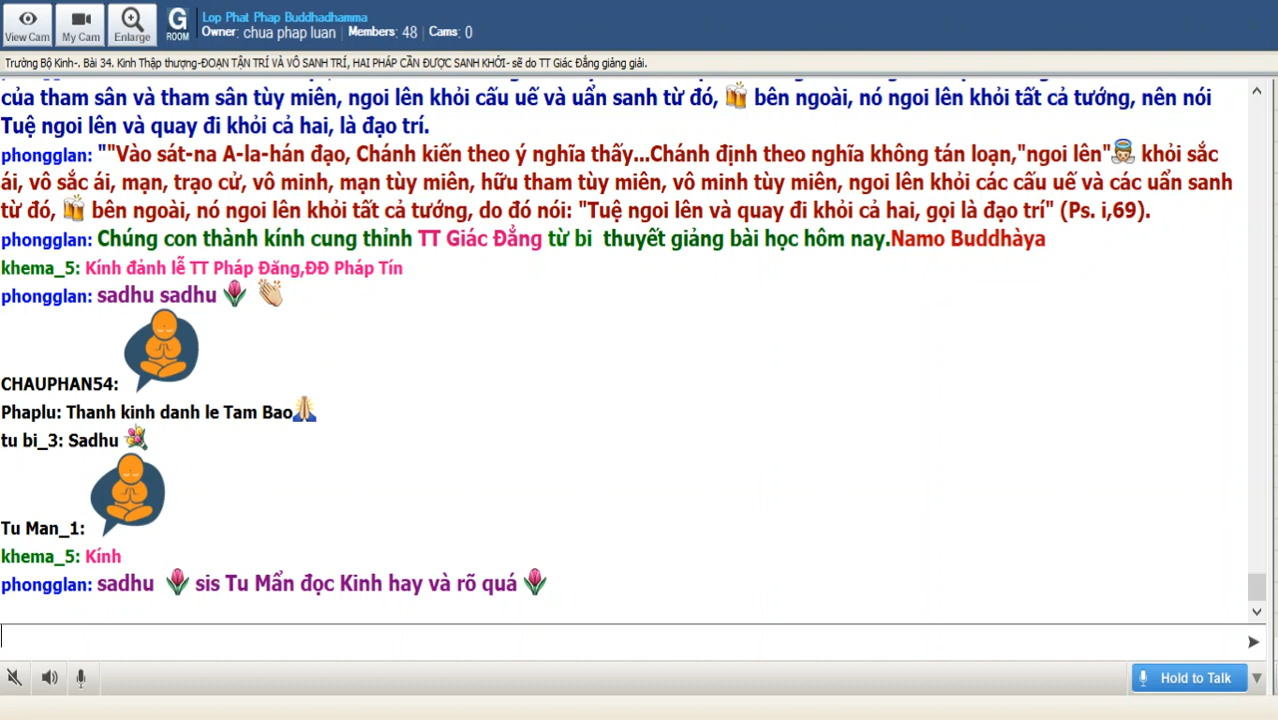 View Cam
My Cam
Enlarge
G
ROOM
Lop Phat Phap Buddhadhamma
Owner: chua phap luan | Members: 48 | Cams: 0
Trường Bộ Kinh-. Bài 34. Kinh Thập thượng-ĐOẠN TẬN TRÍ VÀ VÔ SANH TRÍ, HAI PHÁP CẦN ĐƯỢC SANH KHỞI- sẽ do TT Giác Đẳng giảng giải.
của tham sân và tham sân tùy miên, ngoi lên khỏi cấu uế và uẩn sanh từ đó, bên ngoài, nó ngoi lên khỏi tất cả tướng, nên nói
Tuệ ngoi lên và quay đi khỏi cả hai, là đạo trí.
phongglan: ""Vào sát-na A-la-hán đạo, Chánh kiến theo ý nghĩa thấy...Chánh định theo nghĩa không tán loạn,"ngoi lên" khỏi sắc
ái, vô sắc ái, mạn, trạo cử, vô minh, mạn tùy miên, hữu tham tùy miên, vô minh tùy miên, ngoi lên khỏi các cấu uế và các uẩn sanh
từ đó, bên ngoài, nó ngoi lên khỏi tất cả tướng, do đó nói: "Tuệ ngoi lên và quay đi khỏi cả hai, gọi là đạo trí" (Ps. i,69).
phongglan: Chúng con thành kính cung thỉnh TT Giác Đẳng từ bi thuyết giảng bài học hôm nay.Namo Buddhàya
khema_5: Kính đảnh lễ TT Pháp Đăng,ĐĐ Pháp Tín
phongglan: sadhu sadhu
CHAUPHAN54:
Phaplu: Thanh kinh danh le Tam Bao
tu bi_3: Sadhu
Tu Man_1:
khema_5: Kính
phongglan: sadhu sis Tu Mẩn đọc Kinh hay và rõ quá
Hold to Talk